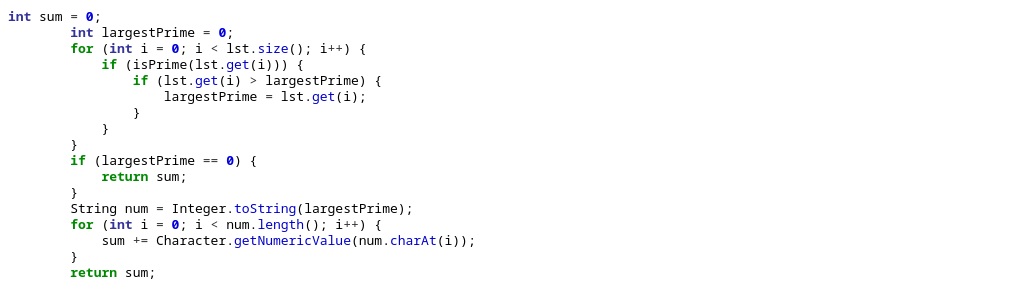 int sum = 0;
        int largestPrime = 0;
        for (int i = 0; i < lst.size(); i++) {
            if (isPrime(lst.get(i))) {
                if (lst.get(i) > largestPrime) {
                    largestPrime = lst.get(i);
                }
            }
        }
        if (largestPrime == 0) {
            return sum;
        }
        String num = Integer.toString(largestPrime);
        for (int i = 0; i < num.length(); i++) {
            sum += Character.getNumericValue(num.charAt(i));
        }
        return sum;